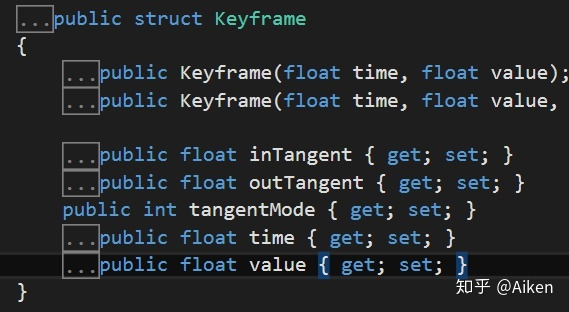 ...public struct Keyframe
{
...public Keyframe(float time, float value);
...public Keyframe(float time, float value,
...public float inTangent { get; set; }
...public float outTangent { get; set; }
public int tangentMode { get; set; }
...public float time { get; set; }
...public float value { get; set; }
知乎 @Aiken
}